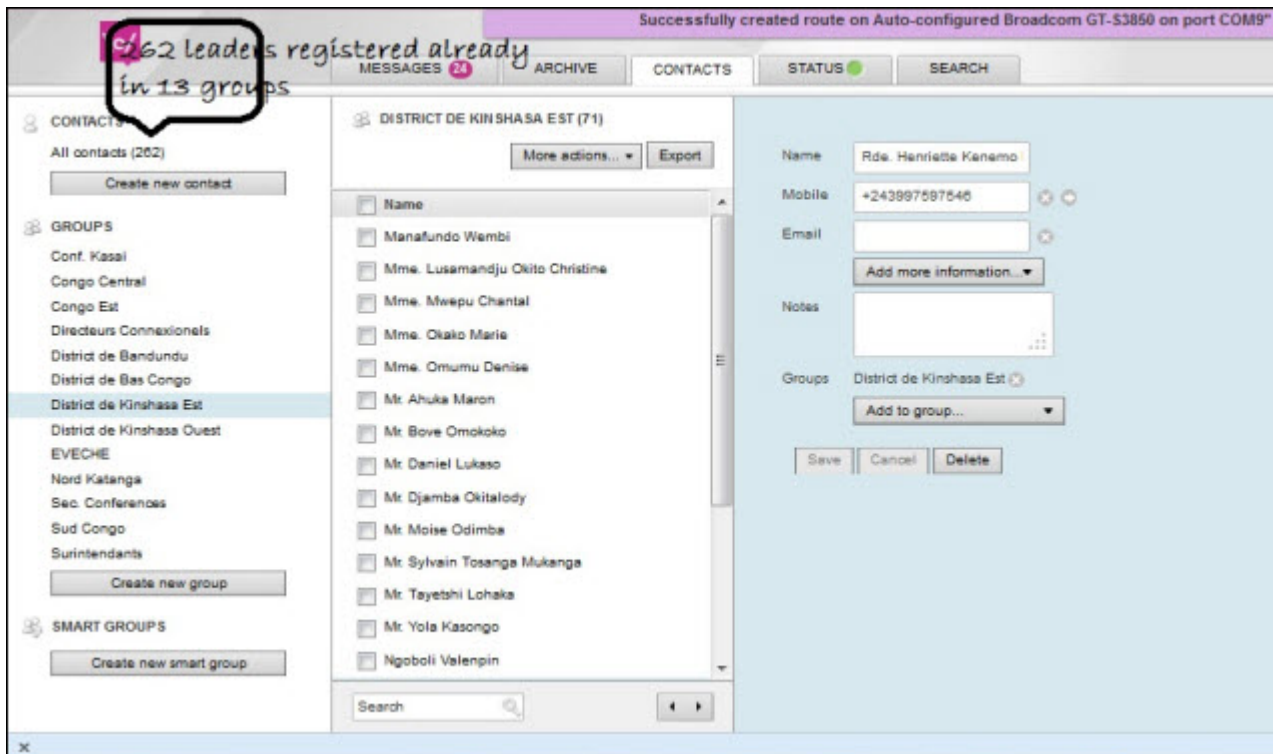 Successfully created route on Auto-configured Broadcom GT-S3850 on port COM9"
262 leaders registered already
in 13 groups
MESSAGES 24
ARCHIVE
CONTACTS
STATUS
SEARCH
CONTACTS
All contacts (262)
Create new contact
GROUPS
Conf. Kasai
Congo Central
Congo Est
Directeurs Connexionels
District de Bandundu
District de Bas Congo
District de Kinshasa Est
District de Kinshasa Ouest
EVECHE
Nord Katanga
Sec. Conferences
Sud Congo
Surintendants
Create new group
SMART GROUPS
Create new smart group
DISTRICT DE KINSHASA EST (71)
More actions...
Export
Name
Manafundo Wembi
Mme. Lusamandju Okito Christine
Mme. Mwepu Chantal
Mme. Okako Marie
Mme. Omumu Denise
Mr. Ahuka Maron
Mr. Bove Omokoko
Mr. Daniel Lukaso
Mr. Djamba Okitalody
Mr. Moise Odimba
Mr. Sylvain Tosanga Mukanga
Mr. Tayetshi Lohaka
Mr. Yola Kasongo
Ngoboli Valenpin
Search
Name
Rde. Henriette Kenemo
Mobile
+243997597546
Email
Add more information...
Notes
Groups
District de Kinshasa Est
Add to group...
Save
Cancel
Delete